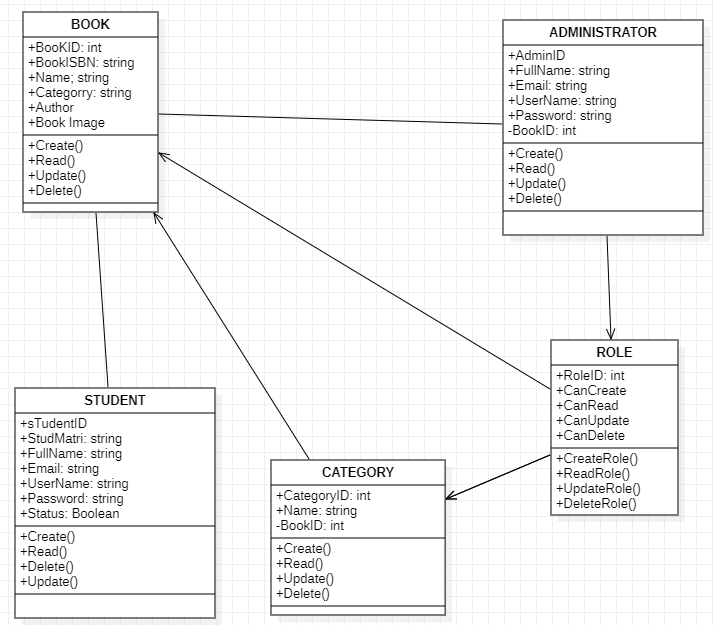 BOOK
+BooKID: int
+BookISBN: string
+Name; string
+Categorry: string
+Author
+Book Image
+Create()
+Read()
+Update()
+Delete()
ADMINISTRATOR
+AdminID
+FullName: string
+Email: string
+UserName: string
+Password: string
-BookID: int
+Create()
+Read()
+Update()
+Delete()
ROLE
+RoleID: int
+CanCreate
+CanRead
+CanUpdate
+CanDelete
+CreateRole()
+ReadRole()
+UpdateRole()
+DeleteRole()
STUDENT
+sTudentID
+StudMatri: string
+FullName: string
+Email: string
+UserName: string
+Password: string
+Status: Boolean
+Create()
+Read()
+Delete()
+Update()
CATEGORY
+CategoryID: int
+Name: string
-BookID: int
+Create()
+Read()
+Update()
+Delete()